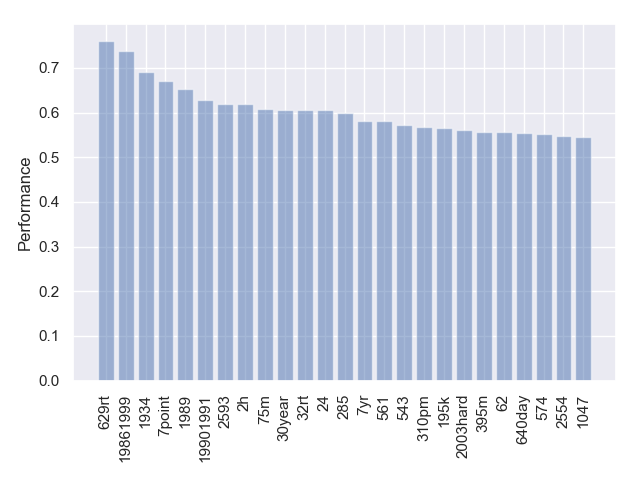 0.7
0.6
0.5
0.4
0.3
0.2
0.1
0.0
Performance
629rt
19861999
1934
7point
1989
19901991
2593
2h
75m
30year
32rt
24
285
7yr
561
543
310pm
195k
2003hard
395m
62
640day
574
2554
1047